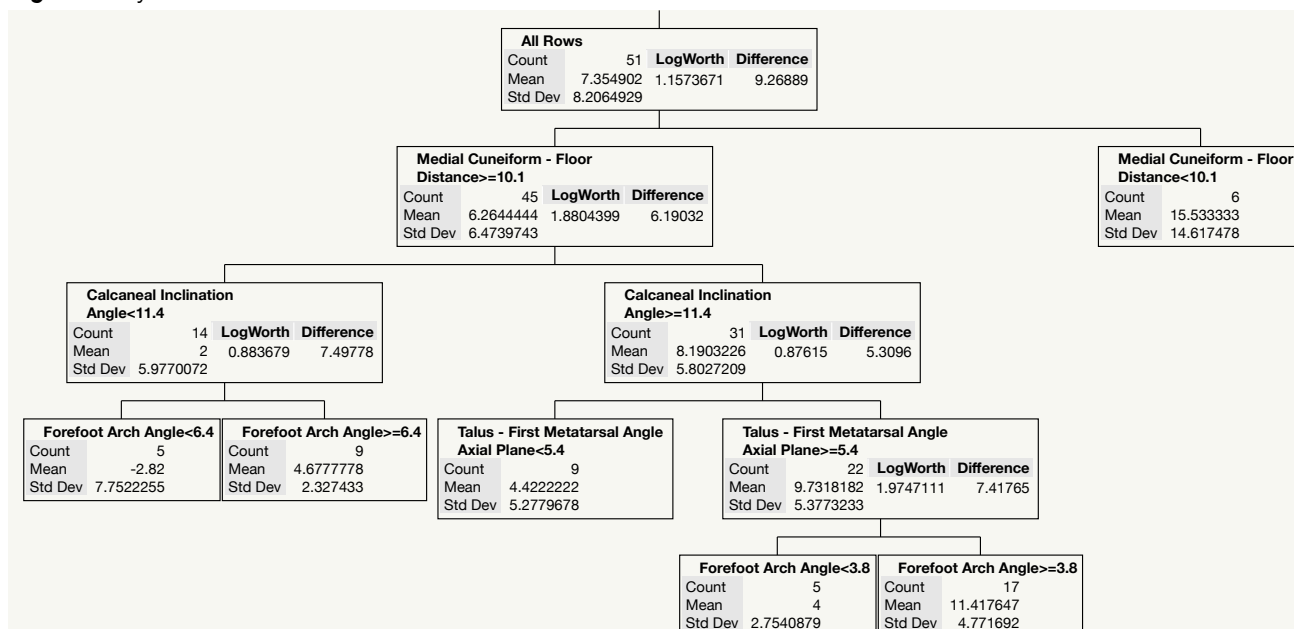 All Rows
Count 51 LogWorth Difference
Mean 7.354902 1.1573671 9.26889
Std Dev 8.2064929
Medial Cuneiform - Floor
Distance>=10.1
Count 45 LogWorth Difference
Mean 6.2644444 1.8804399 6.19032
Std Dev 6.4739743
Medial Cuneiform - Floor
Distance<10.1
Count 6
Mean 15.533333
Std Dev 14.617478
Calcaneal Inclination
Angle<11.4
Count 14 LogWorth Difference
Mean 2 0.883679 7.49778
Std Dev 5.9770072
Calcaneal Inclination
Angle>=11.4
Count 31 LogWorth Difference
Mean 8.1903226 0.87615 5.3096
Std Dev 5.8027209
Forefoot Arch Angle<6.4
Count 5
Mean -2.82
Std Dev 7.7522255
Forefoot Arch Angle>=6.4
Count 9
Mean 4.6777778
Std Dev 2.327433
Talus - First Metatarsal Angle
Axial Plane<5.4
Count 9
Mean 4.4222222
Std Dev 5.2779678
Talus - First Metatarsal Angle
Axial Plane>=5.4
Count 22 LogWorth Difference
Mean 9.7318182 1.9747111 7.41765
Std Dev 5.3773233
Forefoot Arch Angle<3.8
Count 5
Mean 4
Std Dev 2.7540879
Forefoot Arch Angle>=3.8
Count 17
Mean 11.417647
Std Dev 4.771692